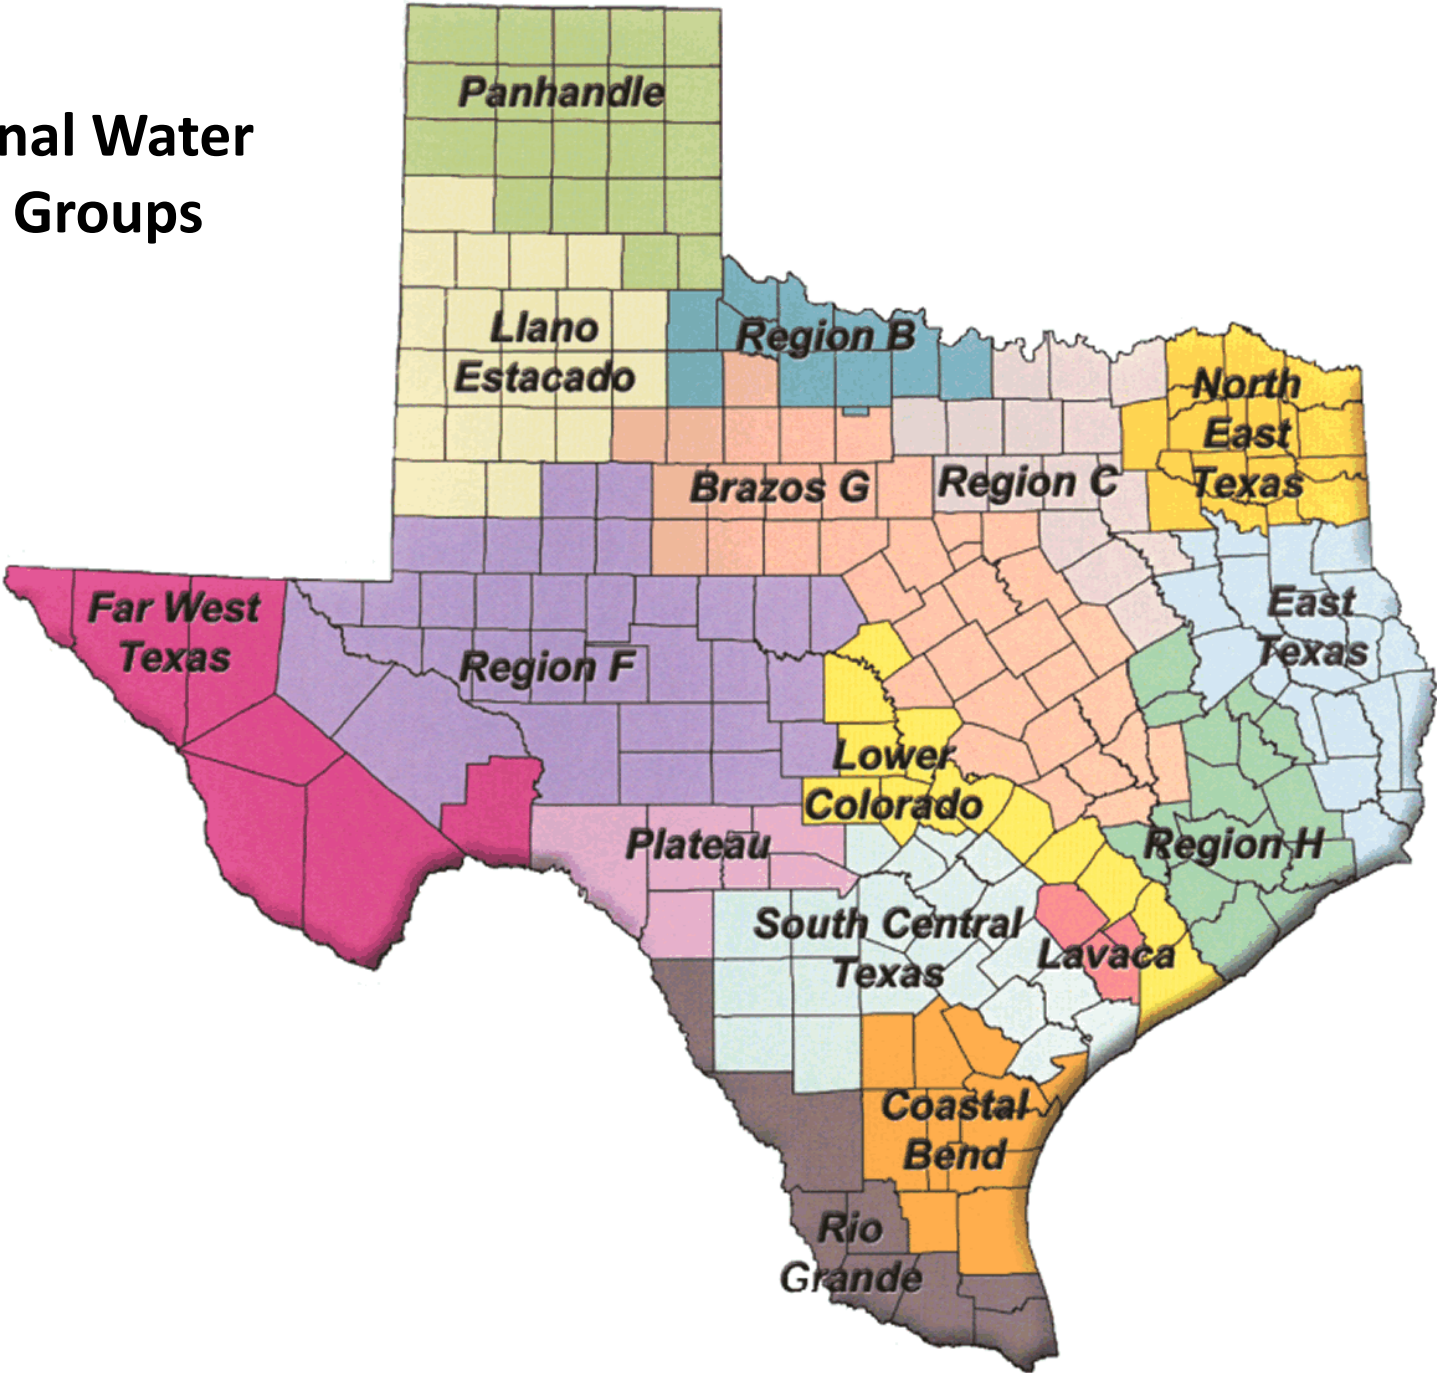 nal Water
Groups
Panhandle
Llano
Estacado
Region B
North
East
Texas
Brazos G
Region C
Far West
Texas
Region F
East
Texas
Lower
Colorado
Plateau
Region H
South Central
Texas
Lavaca
Coastal
Bend
Rio
Grande